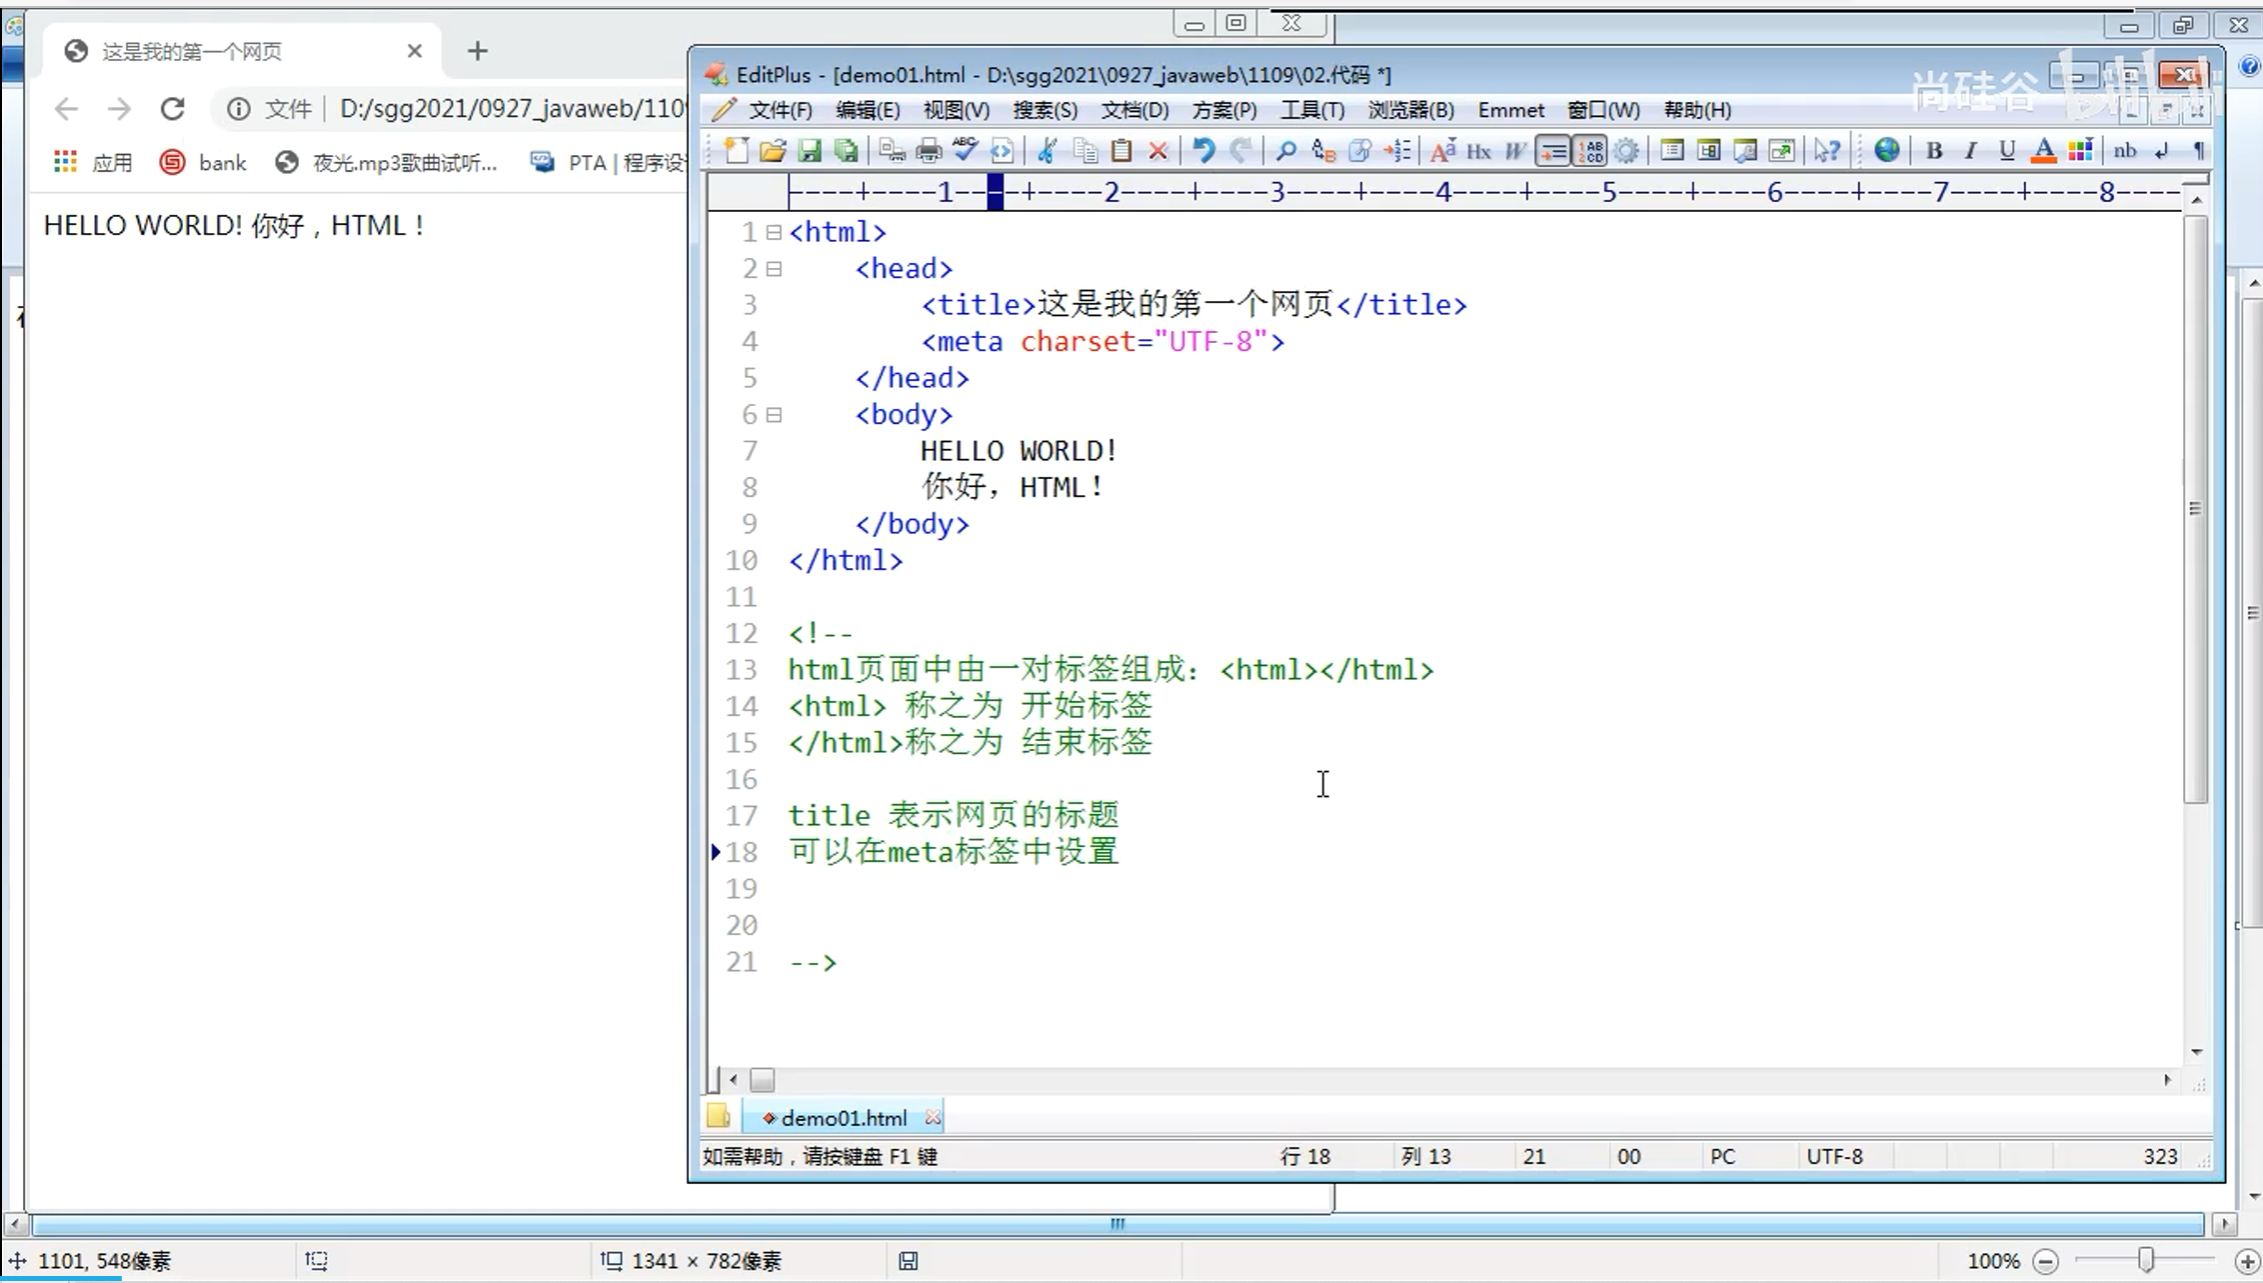 这是我的第一个网页
文件 D:/sgg2021/0927_javaweb/110
应用 bank 夜光.mp3歌曲试听... PTA | 程序设
HELLO WORLD! 你好，HTML！
EditPlus - [demo01.html - D:\sgg2021\0927_javaweb\1109\02.代码 *]
尚硅谷
文件(F) 编辑(E) 视图(V) 搜索(S) 文档(D) 方案(P) 工具(T) 浏览器(B) Emmet 窗口(W) 帮助(H)
----+----1----+----2----+----3----+----4----+----5----+----6----+----7----+----8----
1 <html>
2 <head>
3 <title>这是我的第一个网页</title>
4 <meta charset="UTF-8">
5 </head>
6 <body>
7 HELLO WORLD!
8 你好，HTML！
9 </body>
10 </html>
11
12 <!--
13 html页面中由一对标签组成：<html></html>
14 <html> 称之为 开始标签
15 </html>称之为 结束标签
16
17 title 表示网页的标题
18 可以在meta标签中设置
19
20
21 -->
demo01.html
如需帮助，请按键盘 F1 键 行 18 列 13 21 00 PC UTF-8 323
1101, 548像素 1341 × 782像素 100%